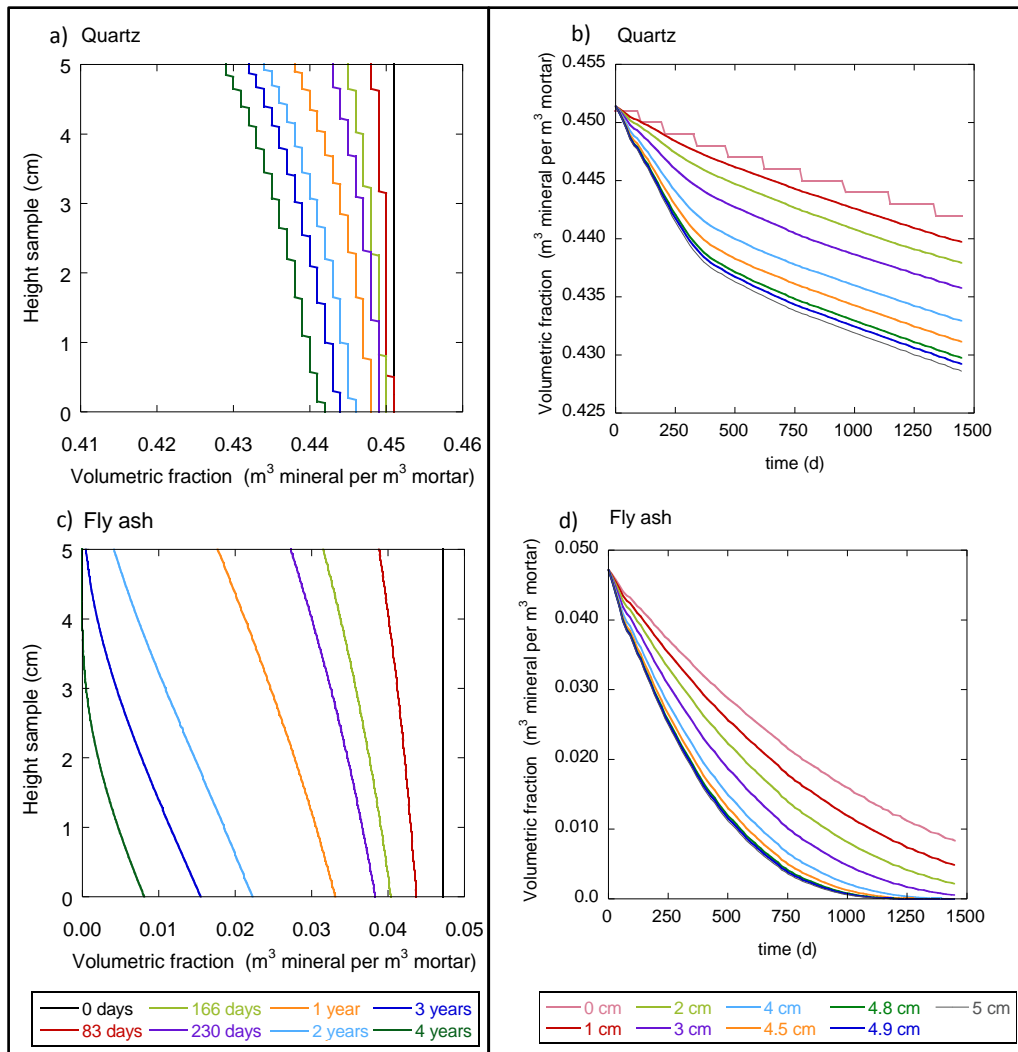 a) Quartz
5
4
3
2
1
0
Height sample (cm)
0.41 0.42 0.43 0.44 0.45 0.46
Volumetric fraction (m³ mineral per m³ mortar)
b) Quartz
0.455
0.450
0.445
0.440
0.435
0.430
0.425
Volumetric fraction (m³ mineral per m³ mortar)
0 250 500 750 1000 1250 1500
time (d)
c) Fly ash
5
4
3
2
1
0
Height sample (cm)
0.00 0.01 0.02 0.03 0.04 0.05
Volumetric fraction (m³ mineral per m³ mortar)
d) Fly ash
0.050
0.040
0.030
0.020
0.010
0.0
Volumetric fraction (m³ mineral per m³ mortar)
0 250 500 750 1000 1250 1500
time (d)
0 days 166 days 1 year 3 years
83 days 230 days 2 years 4 years
0 cm 2 cm 4 cm 4.8 cm 5 cm
1 cm 3 cm 4.5 cm 4.9 cm